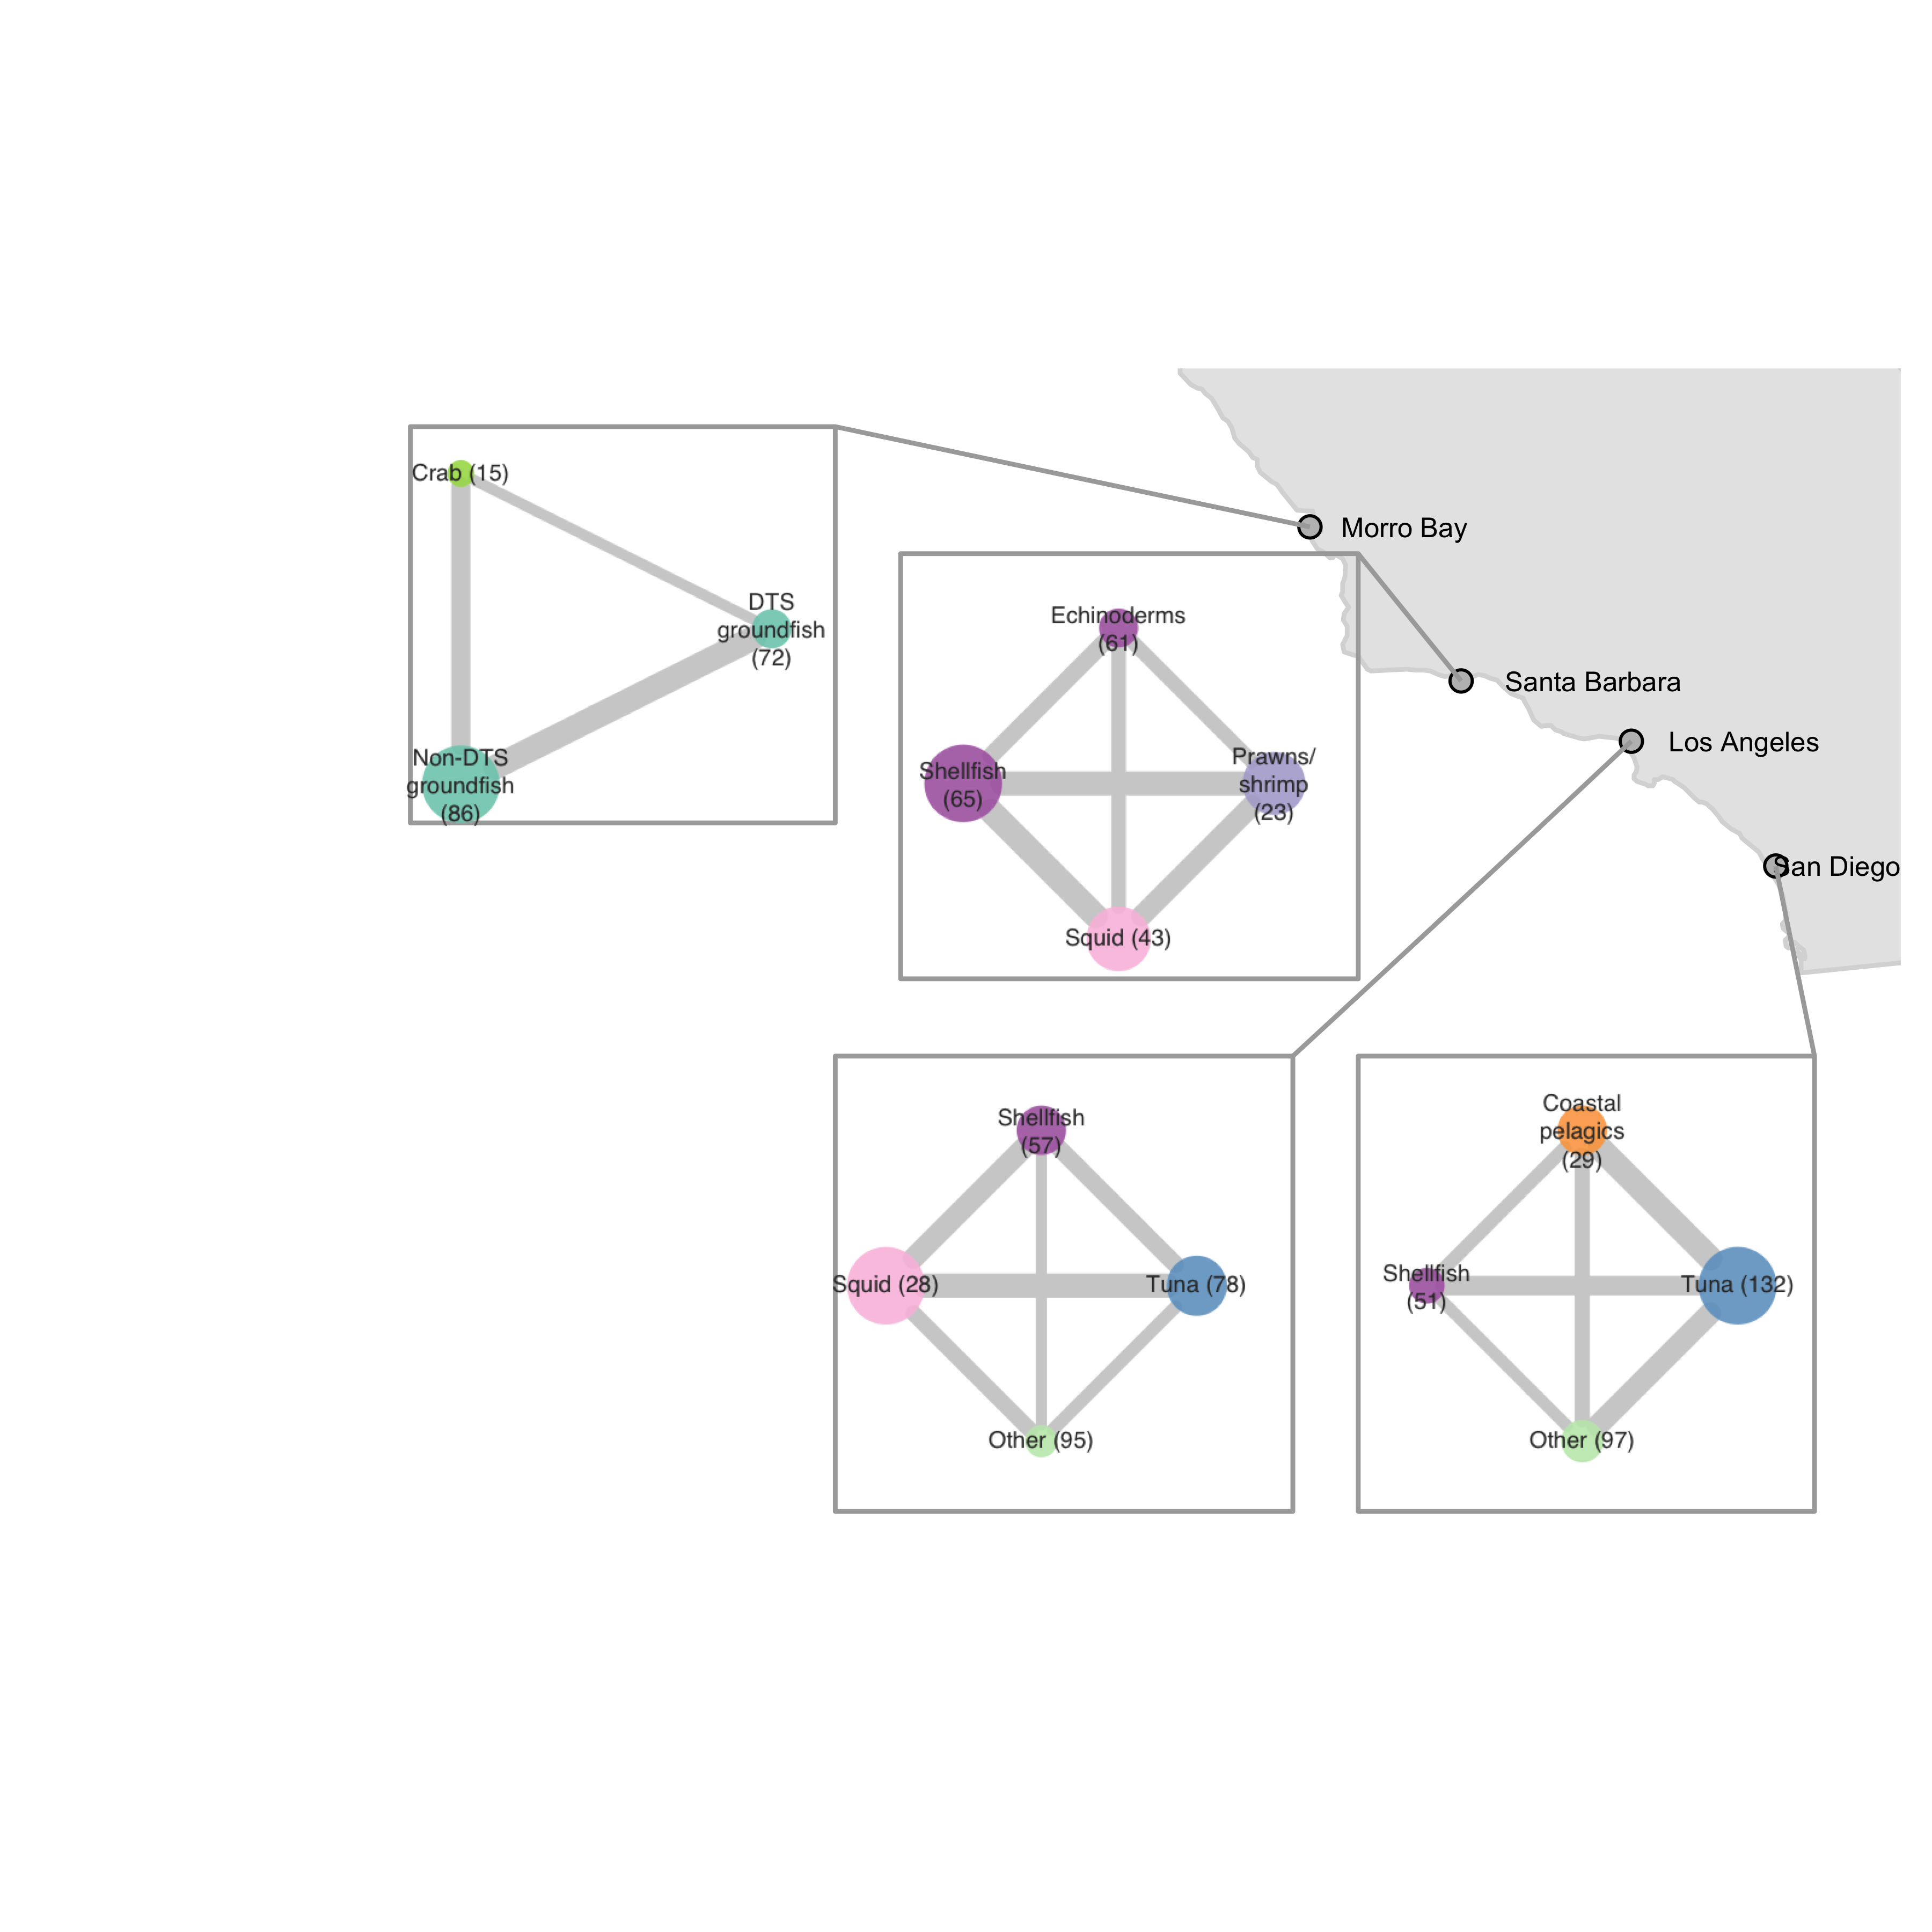 Crab (15)
DTS
groundfish
(72)
Non-DTS
groundfish
(86)
Morro Bay
Echinoderms
(61)
Shellfish
(65)
Prawns/
shrimp
(23)
Squid (43)
Santa Barbara
Los Angeles
San Diego
Shellfish
(57)
Squid (28)
Tuna (78)
Other (95)
Coastal
pelagics
(29)
Shellfish
(51)
Tuna (132)
Other (97)